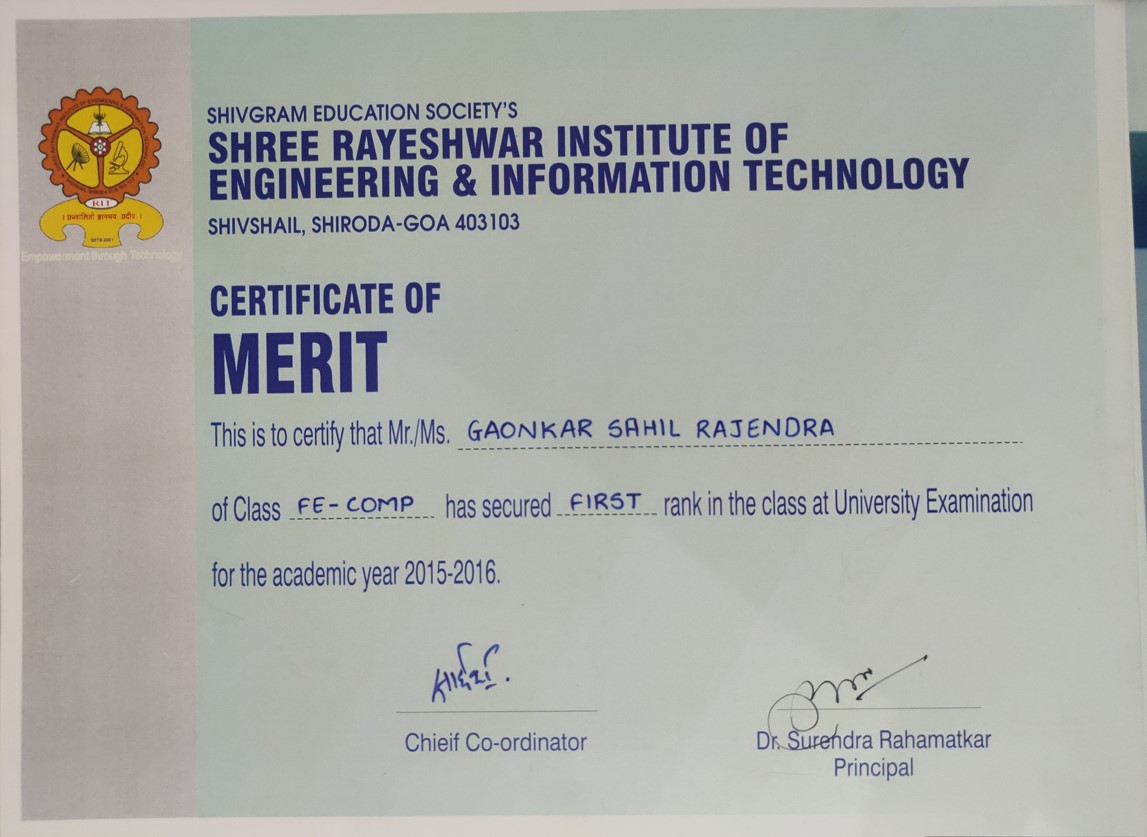 SHIVGRAM EDUCATION SOCIETY'S
SHREE RAYESHWAR INSTITUTE OF
ENGINEERING & INFORMATION TECHNOLOGY
SHIVSHAIL, SHIRODA-GOA 403103
RIT
। प्रज्वालितो ज्ञानमयः प्रदीपः ।
ESTD-2001
Empowerment through Technology
CERTIFICATE OF
MERIT
This is to certify that Mr./Ms. GAONKAR SAHIL RAJENDRA
of Class FE-COMP has secured FIRST rank in the class at University Examination
for the academic year 2015-2016.
Chieif Co-ordinator
Dr. Surendra Rahamatkar
Principal